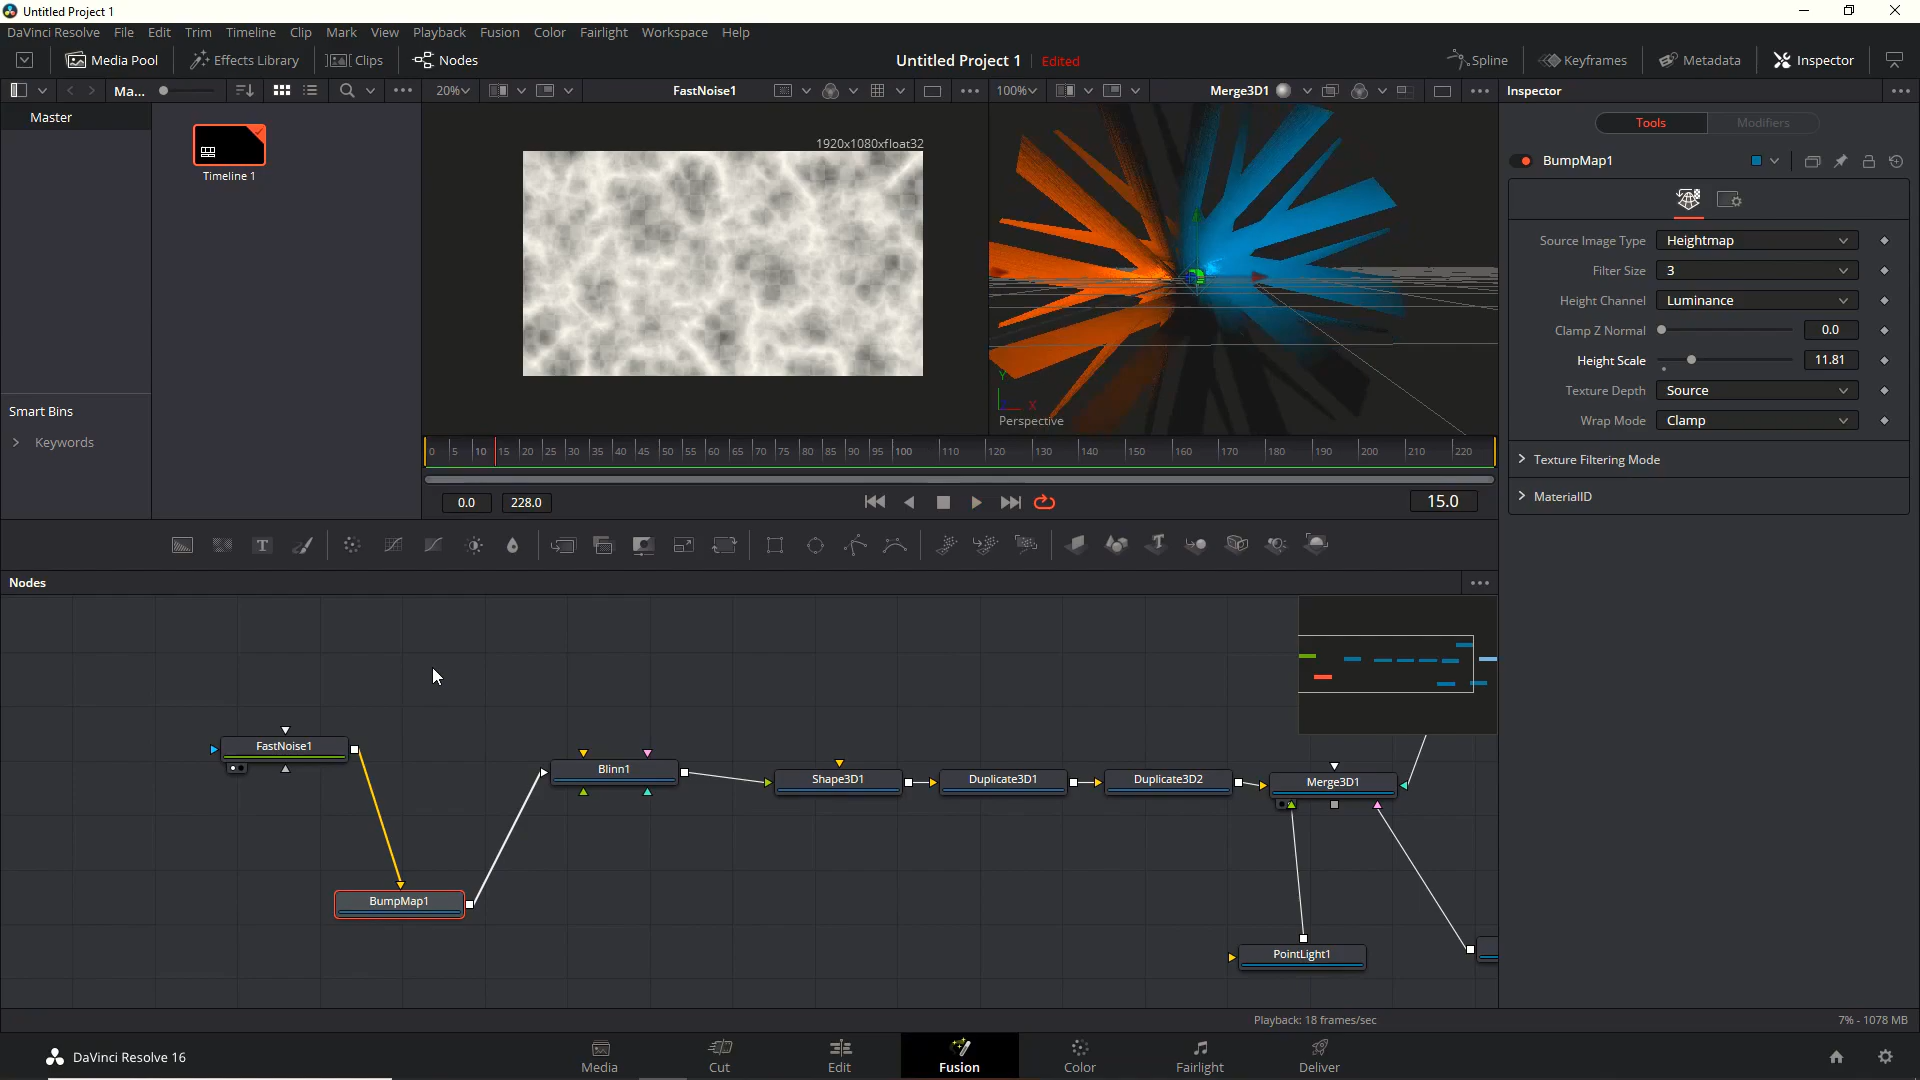 Untitled Project 1
DaVinci Resolve File Edit Trim Timeline Clip Mark View Playback Fusion Color Fairlight Workspace Help
Media Pool Effects Library Clips Nodes Untitled Project 1 Edited Spline Keyframes Metadata Inspector
Ma... 20% FastNoise1 100% Merge3D1 Inspector
Master
Timeline 1
1920x1080xfloat32
Y
X
Perspective
Tools Modifiers
BumpMap1
Source Image Type Heightmap
Filter Size 3
Height Channel Luminance
Clamp Z Normal 0.0
Height Scale 11.81
Texture Depth Source
Wrap Mode Clamp
Texture Filtering Mode
MaterialID
Smart Bins
Keywords
0 5 10 15 20 25 30 35 40 45 50 55 60 65 70 75 80 85 90 95 100 110 120 130 140 150 160 170 180 190 200 210 220
0.0 228.0 15.0
T T
Nodes
FastNoise1
Blinn1
Shape3D1
Duplicate3D1
Duplicate3D2
Merge3D1
BumpMap1
PointLight1
Playback: 18 frames/sec 7% - 1078 MB
DaVinci Resolve 16
Media Cut Edit Fusion Color Fairlight Deliver